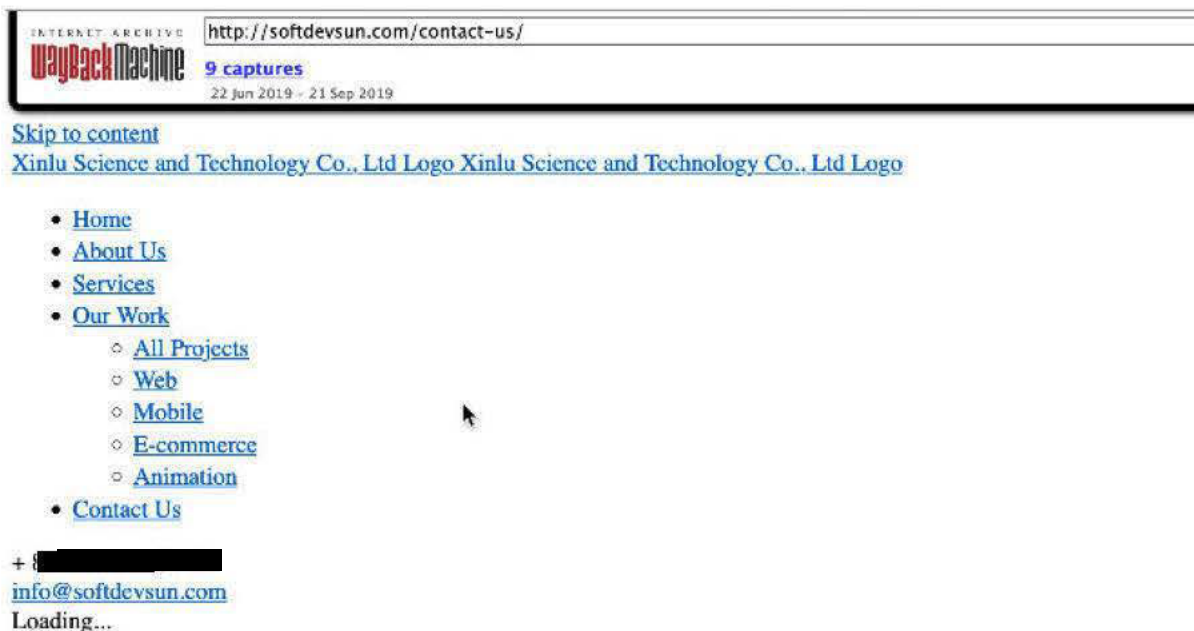 INTERNET ARCHIVE
WayBackMachine
http://softdevsun.com/contact-us/
9 captures
22 Jun 2019 - 21 Sep 2019
Skip to content
Xinlu Science and Technology Co., Ltd Logo Xinlu Science and Technology Co., Ltd Logo
Home
About Us
Services
Our Work
All Projects
Web
Mobile
E-commerce
Animation
Contact Us
+
info@softdevsun.com
Loading...